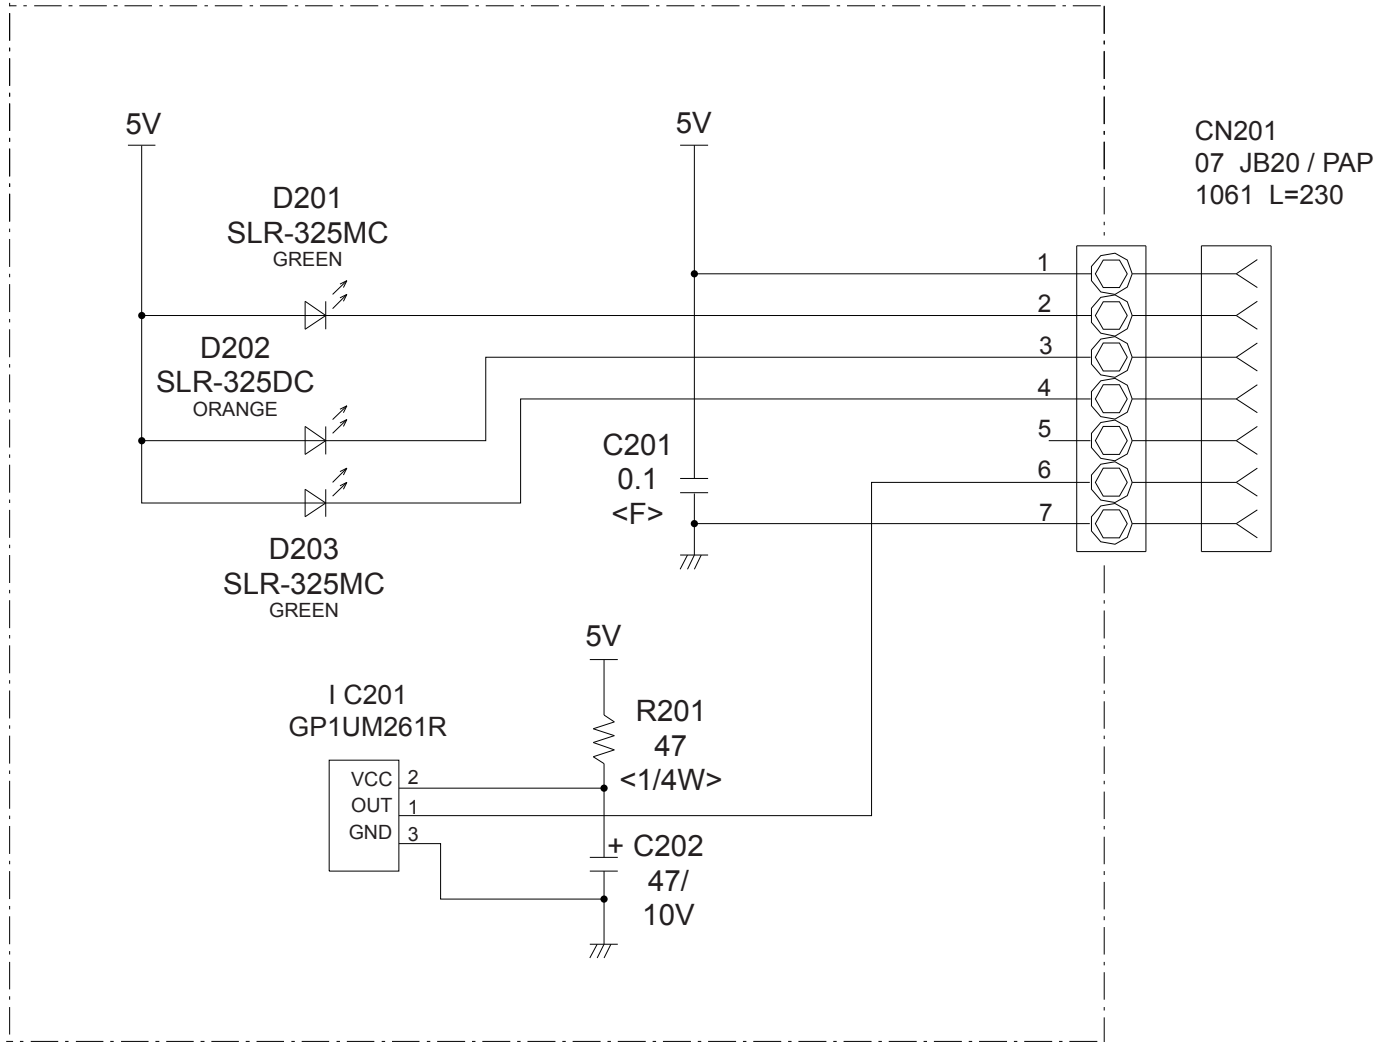 5V
5V
CN201
07 JB20 / PAP
1061 L=230
D201
SLR-325MC
GREEN
1
2
D202
SLR-325DC
ORANGE
3
4
5
6
7
C201
0.1
<F>
D203
SLR-325MC
GREEN
5V
I C201
GP1UM261R
R201
47
<1/4W>
VCC 2
OUT 1
GND 3
+ C202
47/
10V